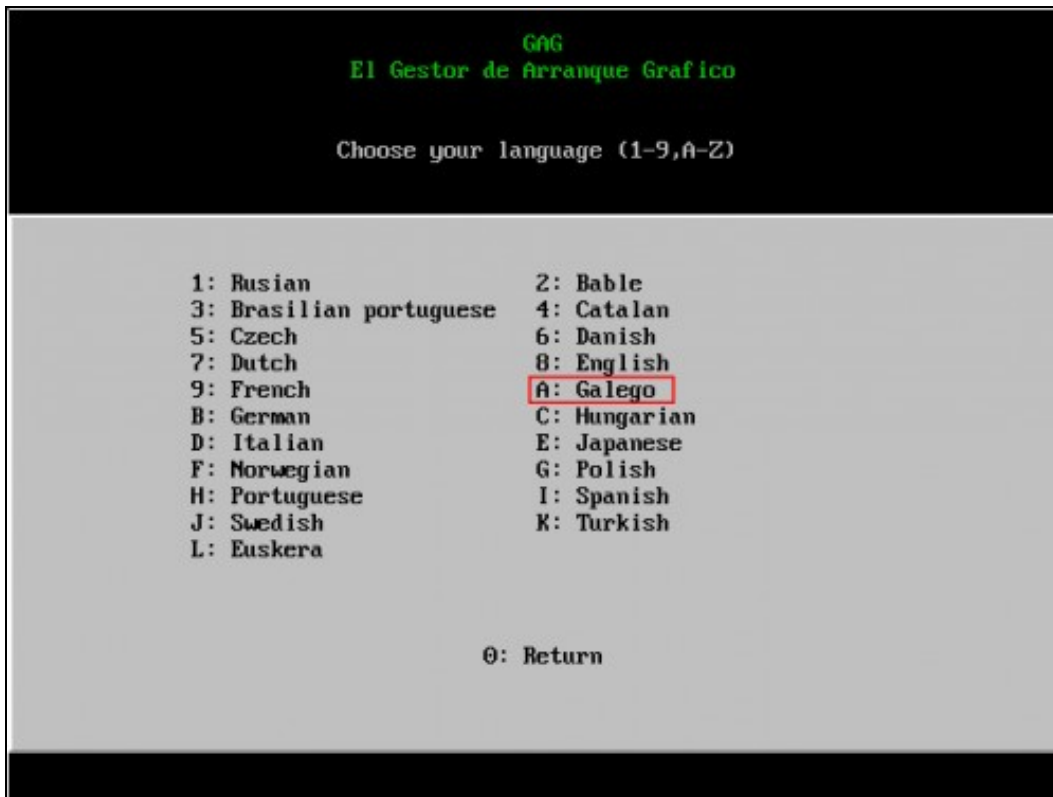 GAG
El Gestor de Arranque Grafico
Choose your language (1-9,A-Z)
1: Rusian 2: Bable
3: Brasilian portuguese 4: Catalan
5: Czech 6: Danish
7: Dutch 8: English
9: French A: Galego
B: German C: Hungarian
D: Italian E: Japanese
F: Norwegian G: Polish
H: Portuguese I: Spanish
J: Swedish K: Turkish
L: Euskera
0: Return